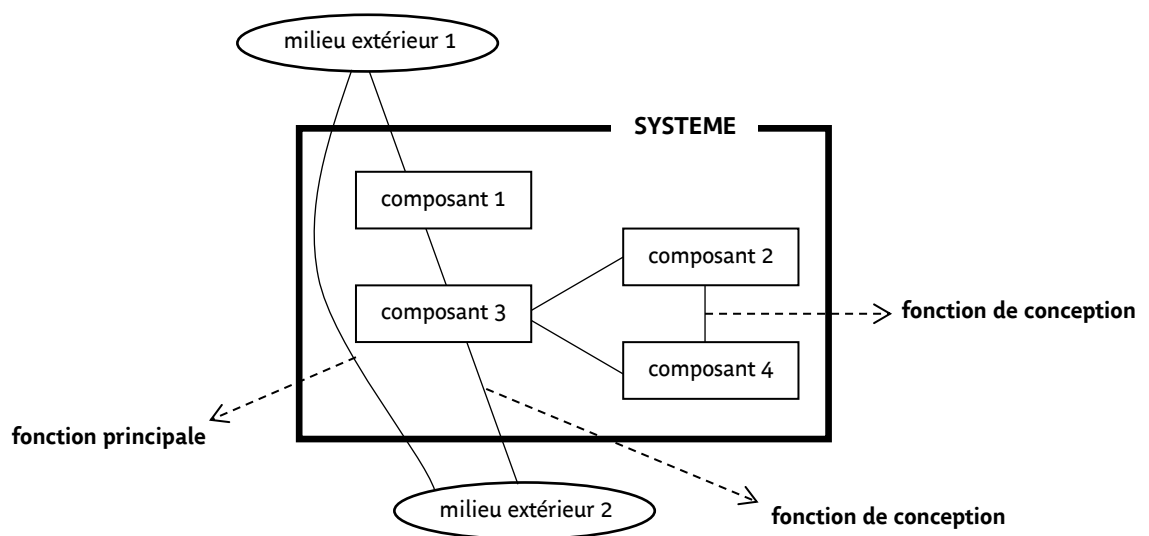 milieu extérieur 1
SYSTEME
composant 1
composant 2
composant 3
fonction de conception
composant 4
fonction principale
milieu extérieur 2
fonction de conception